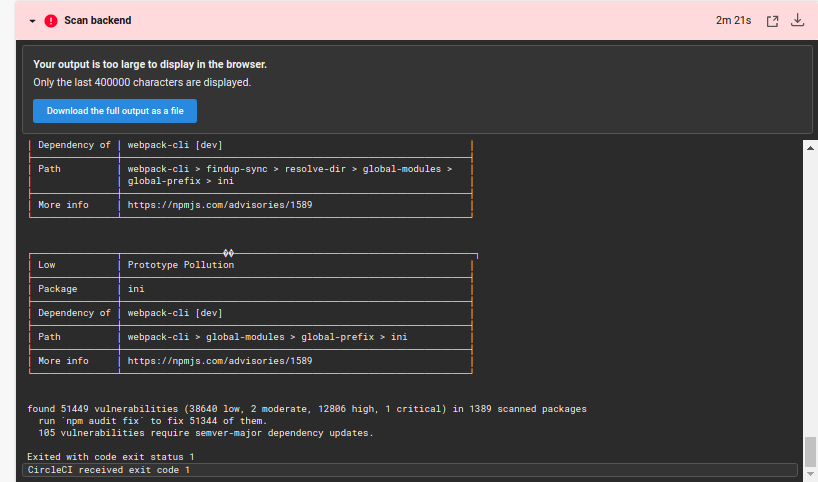 Scan backend 2m 21s
Your output is too large to display in the browser.
Only the last 400000 characters are displayed.
Download the full output as a file
Dependency of webpack-cli [dev]
Path webpack-cli > findup-sync > resolve-dir > global-modules >
global-prefix > ini
More info https://npmjs.com/advisories/1589
��
Low Prototype Pollution
Package ini
Dependency of webpack-cli [dev]
Path webpack-cli > global-modules > global-prefix > ini
More info https://npmjs.com/advisories/1589
found 51449 vulnerabilities (38640 low, 2 moderate, 12806 high, 1 critical) in 1389 scanned packages
run `npm audit fix` to fix 51344 of them.
105 vulnerabilities require semver-major dependency updates.
Exited with code exit status 1
CircleCI received exit code 1